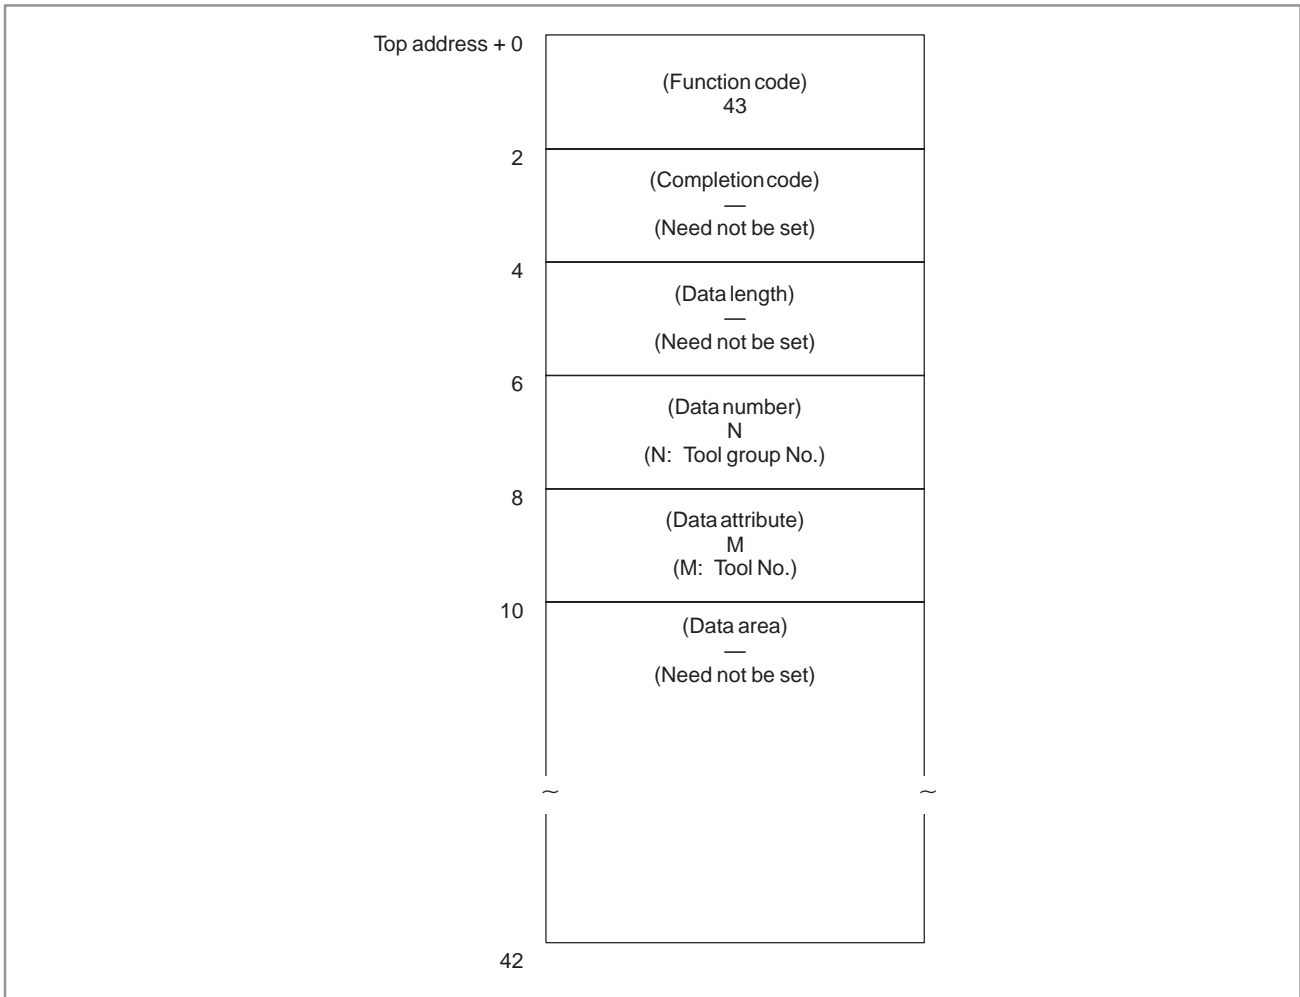 Top address + 0
(Function code)
43
2
(Completion code)
—
(Need not be set)
4
(Data length)
—
(Need not be set)
6
(Data number)
N
(N: Tool group No.)
8
(Data attribute)
M
(M: Tool No.)
10
(Data area)
—
(Need not be set)
~ ~
42